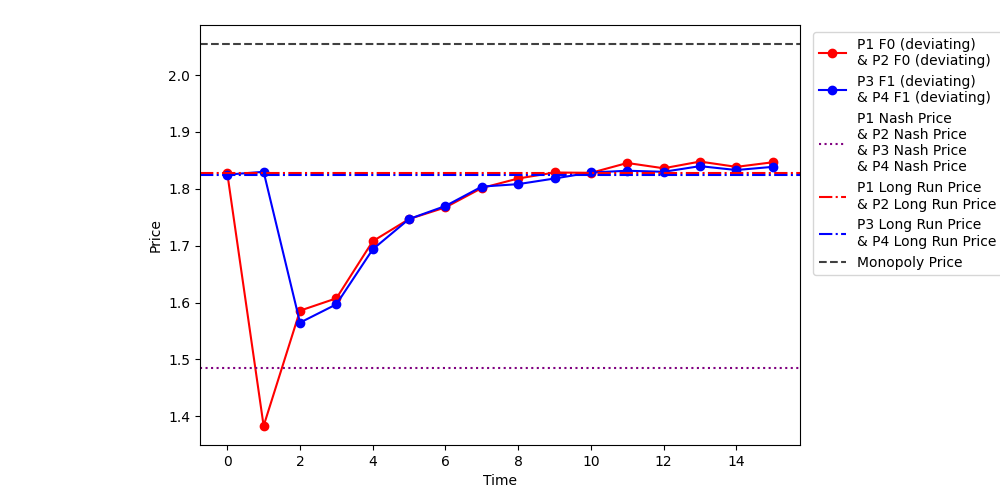 2.0
1.9
1.8
1.7
1.6
1.5
1.4
Price
0
2
4
6
8
10
12
14
Time
P1 F0 (deviating)
& P2 F0 (deviating)
P3 F1 (deviating)
& P4 F1 (deviating)
P1 Nash Price
& P2 Nash Price
& P3 Nash Price
& P4 Nash Price
P1 Long Run Price
& P2 Long Run Price
P3 Long Run Price
& P4 Long Run Price
Monopoly Price